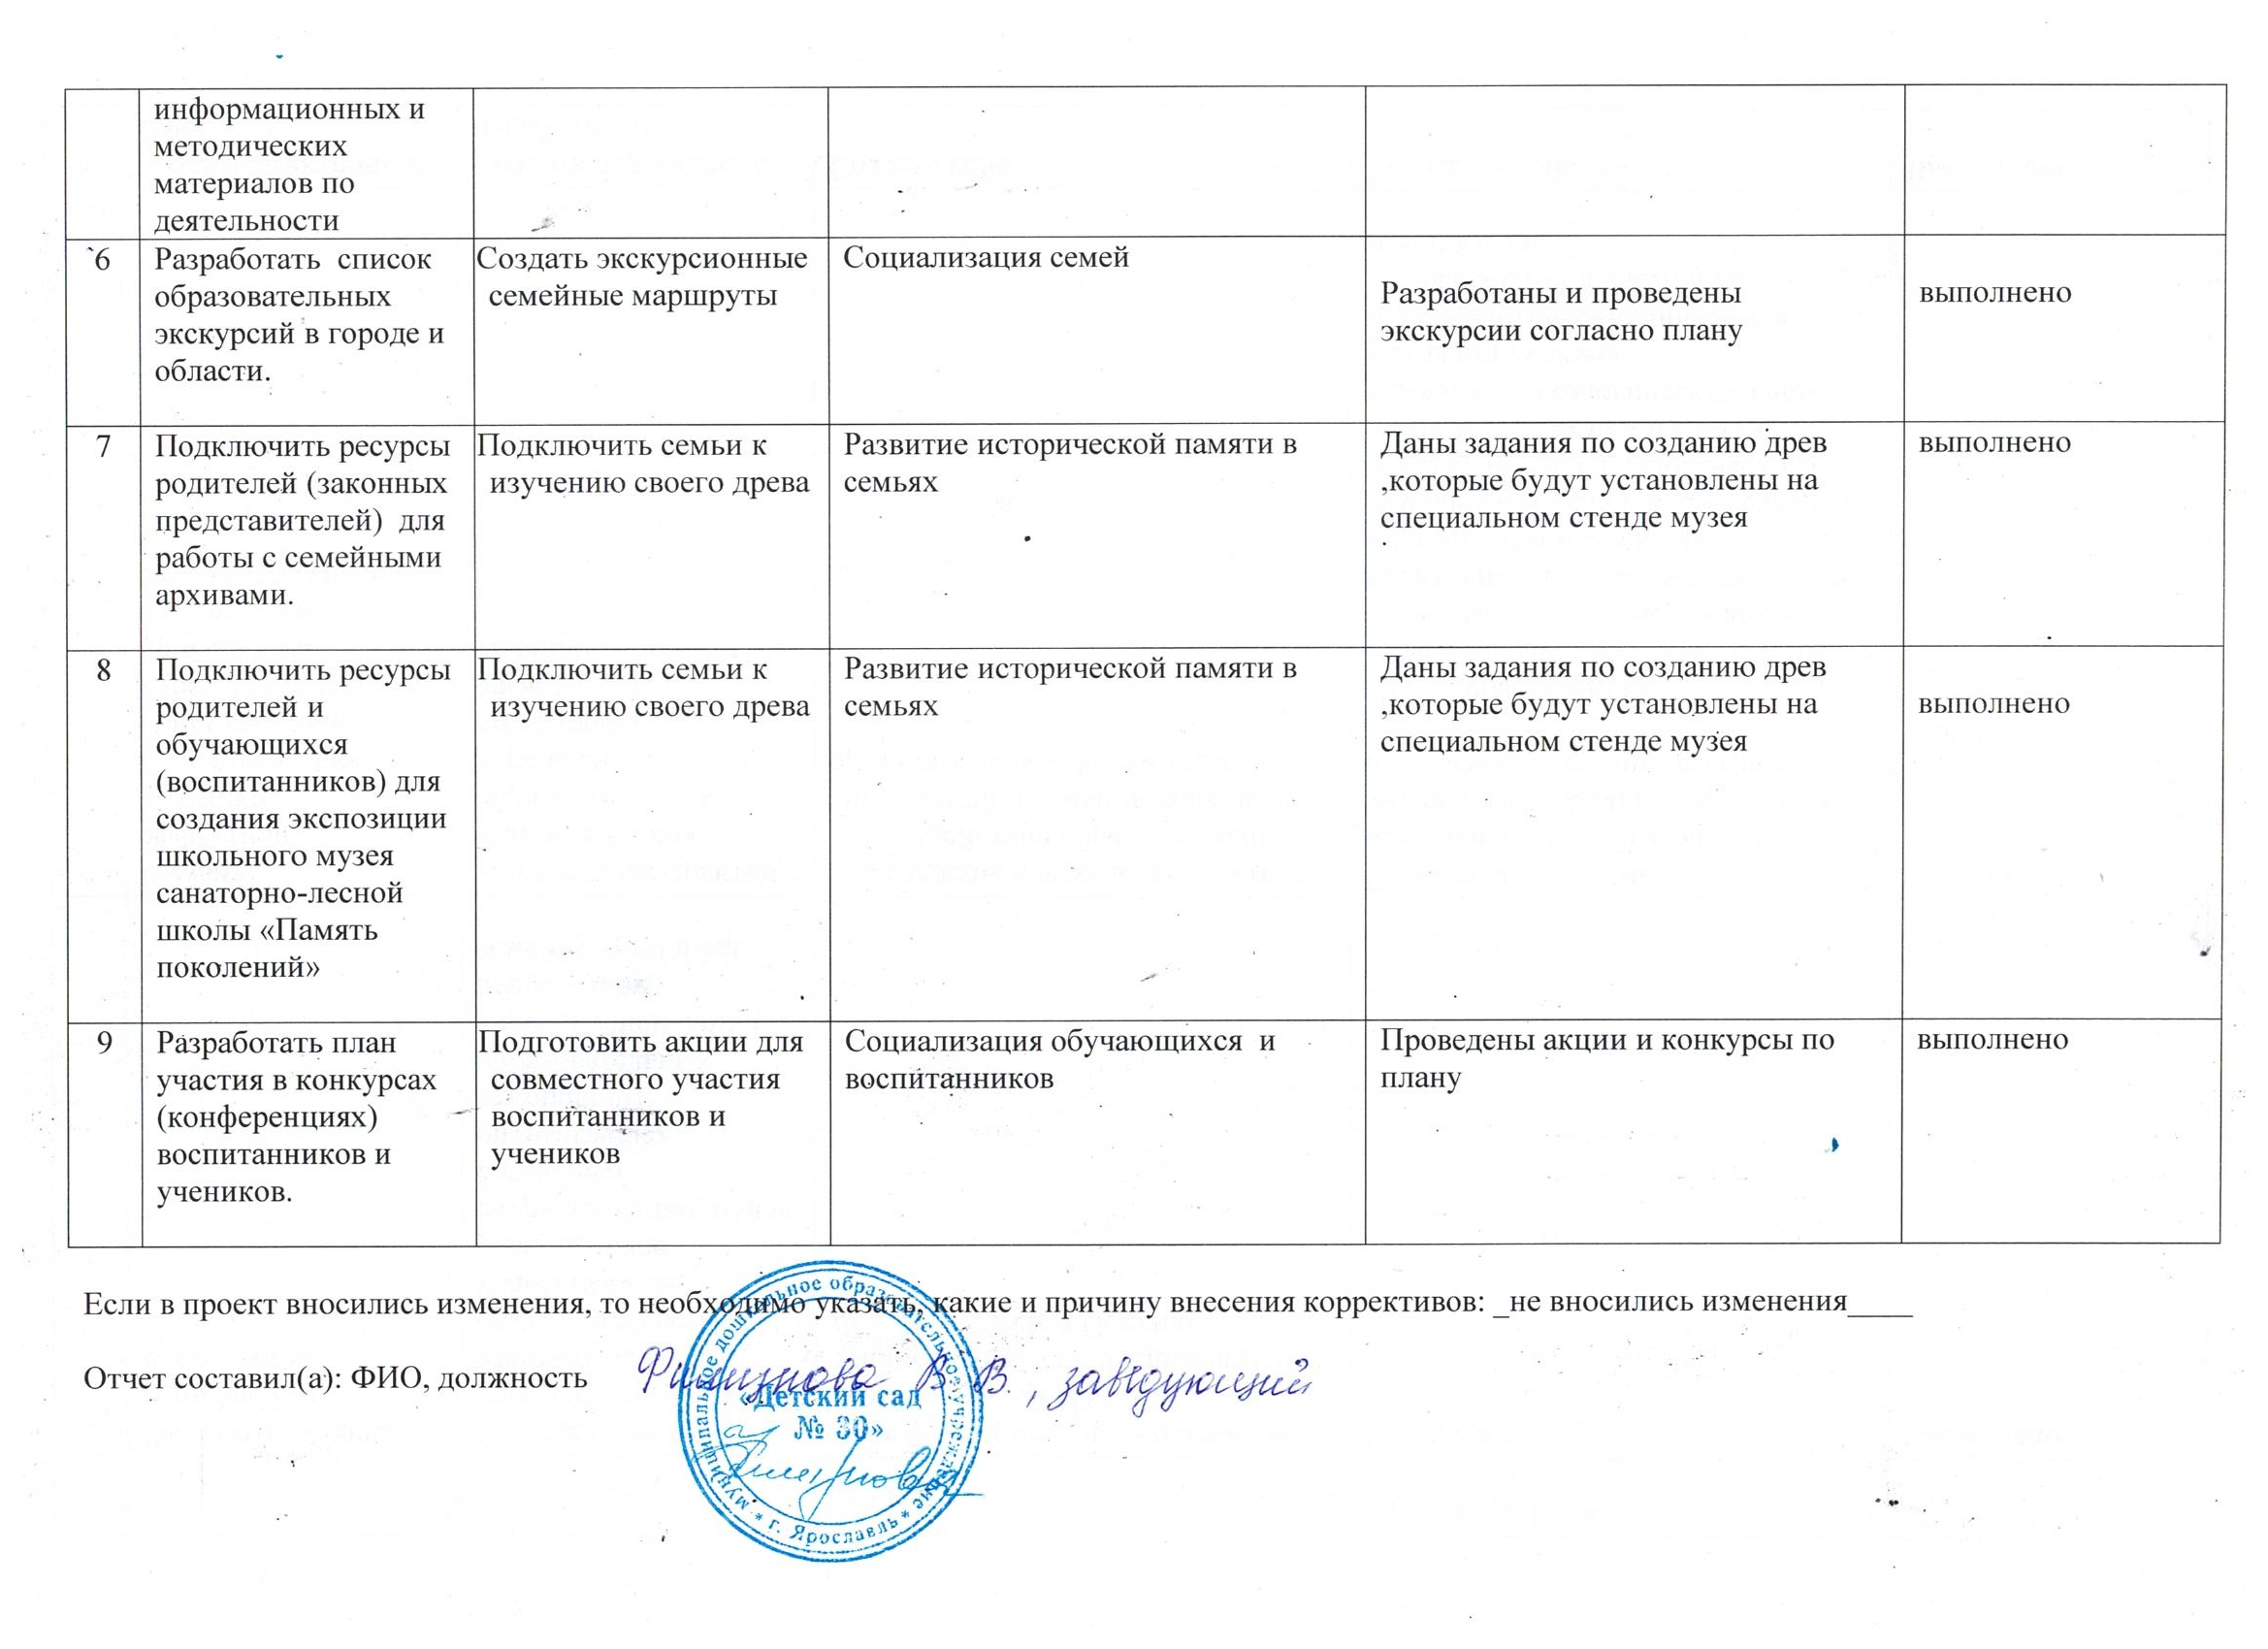 информационных и
методических
материалов по
деятельности
`6
Разработать список
образовательных
экскурсий в городе и
области.
Создать экскурсионные
семейные маршруты
Социализация семей
Разработаны и проведены
экскурсии согласно плану
выполнено
7
Подключить ресурсы
родителей (законных
представителей) для
работы с семейными
архивами.
Подключить семьи к
изучению своего древа
Развитие исторической памяти в
семьях
Даны задания по созданию древ
,которые будут установлены на
специальном стенде музея
выполнено
8
Подключить ресурсы
родителей и
обучающихся
(воспитанников) для
создания экспозиции
школьного музея
санаторно-лесной
школы «Память
поколений»
Подключить семьи к
изучению своего древа
Развитие исторической памяти в
семьях
Даны задания по созданию древ
,которые будут установлены на
специальном стенде музея
выполнено
9
Разработать план
участия в конкурсах
(конференциях)
воспитанников и
учеников.
Подготовить акции для
совместного участия
воспитанников и
учеников
Социализация обучающихся и
воспитанников
Проведены акции и конкурсы по
плану
выполнено
Если в проект вносились изменения, то необходимо указать, какие и причину внесения коррективов: _не вносились изменения____
Отчет составил(а): ФИО, должность В. В., заведующий
муниципальное дошкольное образовательное учреждение
«Детский сад
№ 30»
* г. Ярославль *